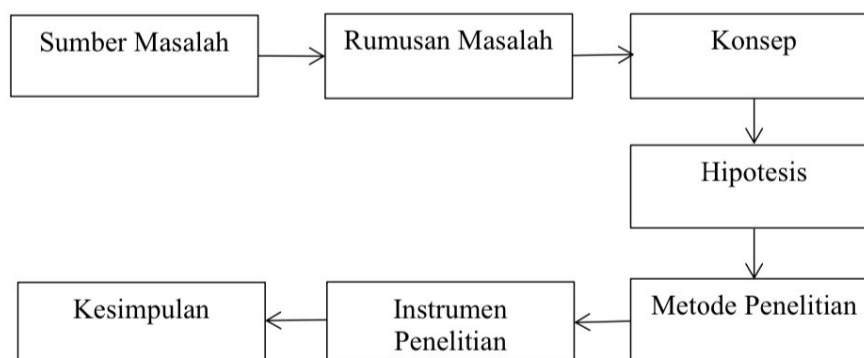 Sumber Masalah
Rumusan Masalah
Konsep
Hipotesis
Metode Penelitian
Instrumen
Penelitian
Kesimpulan